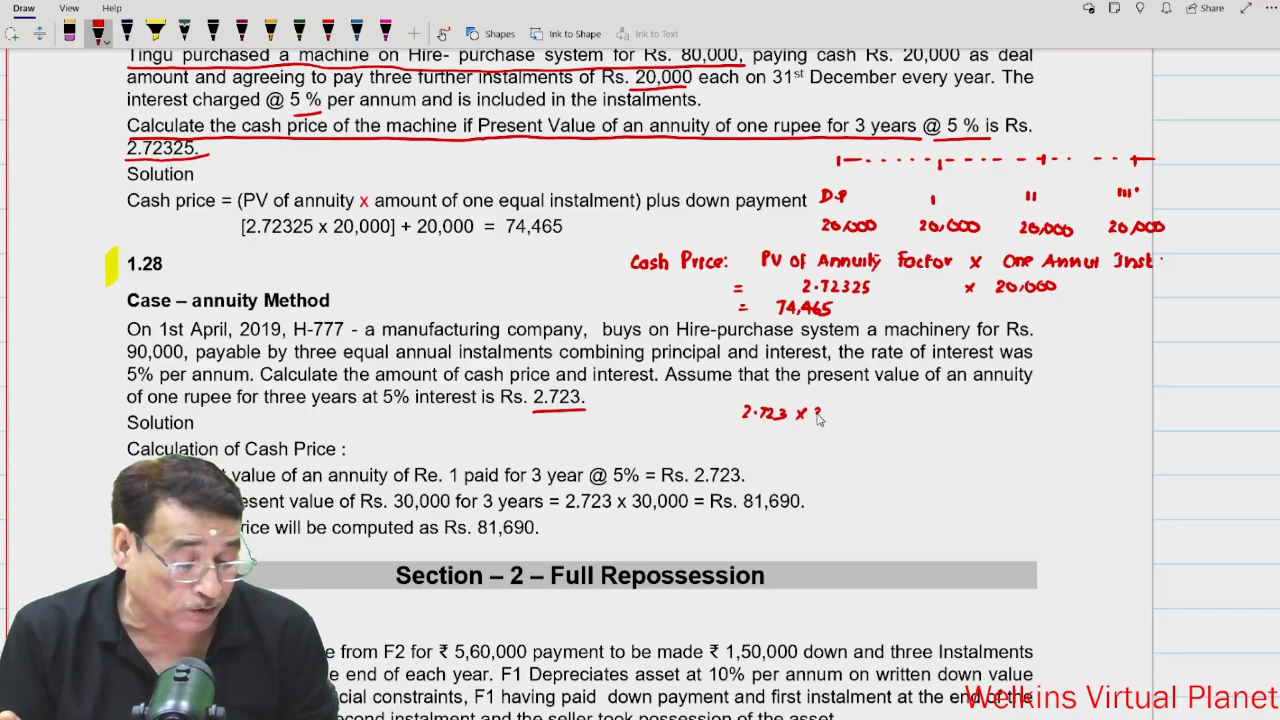 Draw View Help
Share
Shapes Ink to Shape Ink to Text
Tingu purchased a machine on Hire- purchase system for Rs. 80,000, paying cash Rs. 20,000 as deal
amount and agreeing to pay three further instalments of Rs. 20,000 each on 31st December every year. The
interest charged @ 5 % per annum and is included in the instalments.
Calculate the cash price of the machine if Present Value of an annuity of one rupee for 3 years @ 5 % is Rs.
2.72325.
Solution
Cash price = (PV of annuity x amount of one equal instalment) plus down payment
[2.72325 x 20,000] + 20,000 = 74,465
D.P I II III
20,000 20,000 20,000 20,000
Cash Price: PV of Annuity Factor x One Annul Inst.
= 2.72325 x 20,000
= 74,465
1.28
Case – annuity Method
On 1st April, 2019, H-777 - a manufacturing company, buys on Hire-purchase system a machinery for Rs.
90,000, payable by three equal annual instalments combining principal and interest, the rate of interest was
5% per annum. Calculate the amount of cash price and interest. Assume that the present value of an annuity
of one rupee for three years at 5% interest is Rs. 2.723.
2.723 x
Solution
Calculation of Cash Price :
value of an annuity of Re. 1 paid for 3 year @ 5% = Rs. 2.723.
esent value of Rs. 30,000 for 3 years = 2.723 x 30,000 = Rs. 81,690.
rice will be computed as Rs. 81,690.
Section – 2 – Full Repossession
e from F2 for ₹ 5,60,000 payment to be made ₹ 1,50,000 down and three Instalments
e end of each year. F1 Depreciates asset at 10% per annum on written down value
cial constraints, F1 having paid down payment and first instalment at the end of the
econd instalment and the seller took possession of the asset.
Welkins Virtual Planet